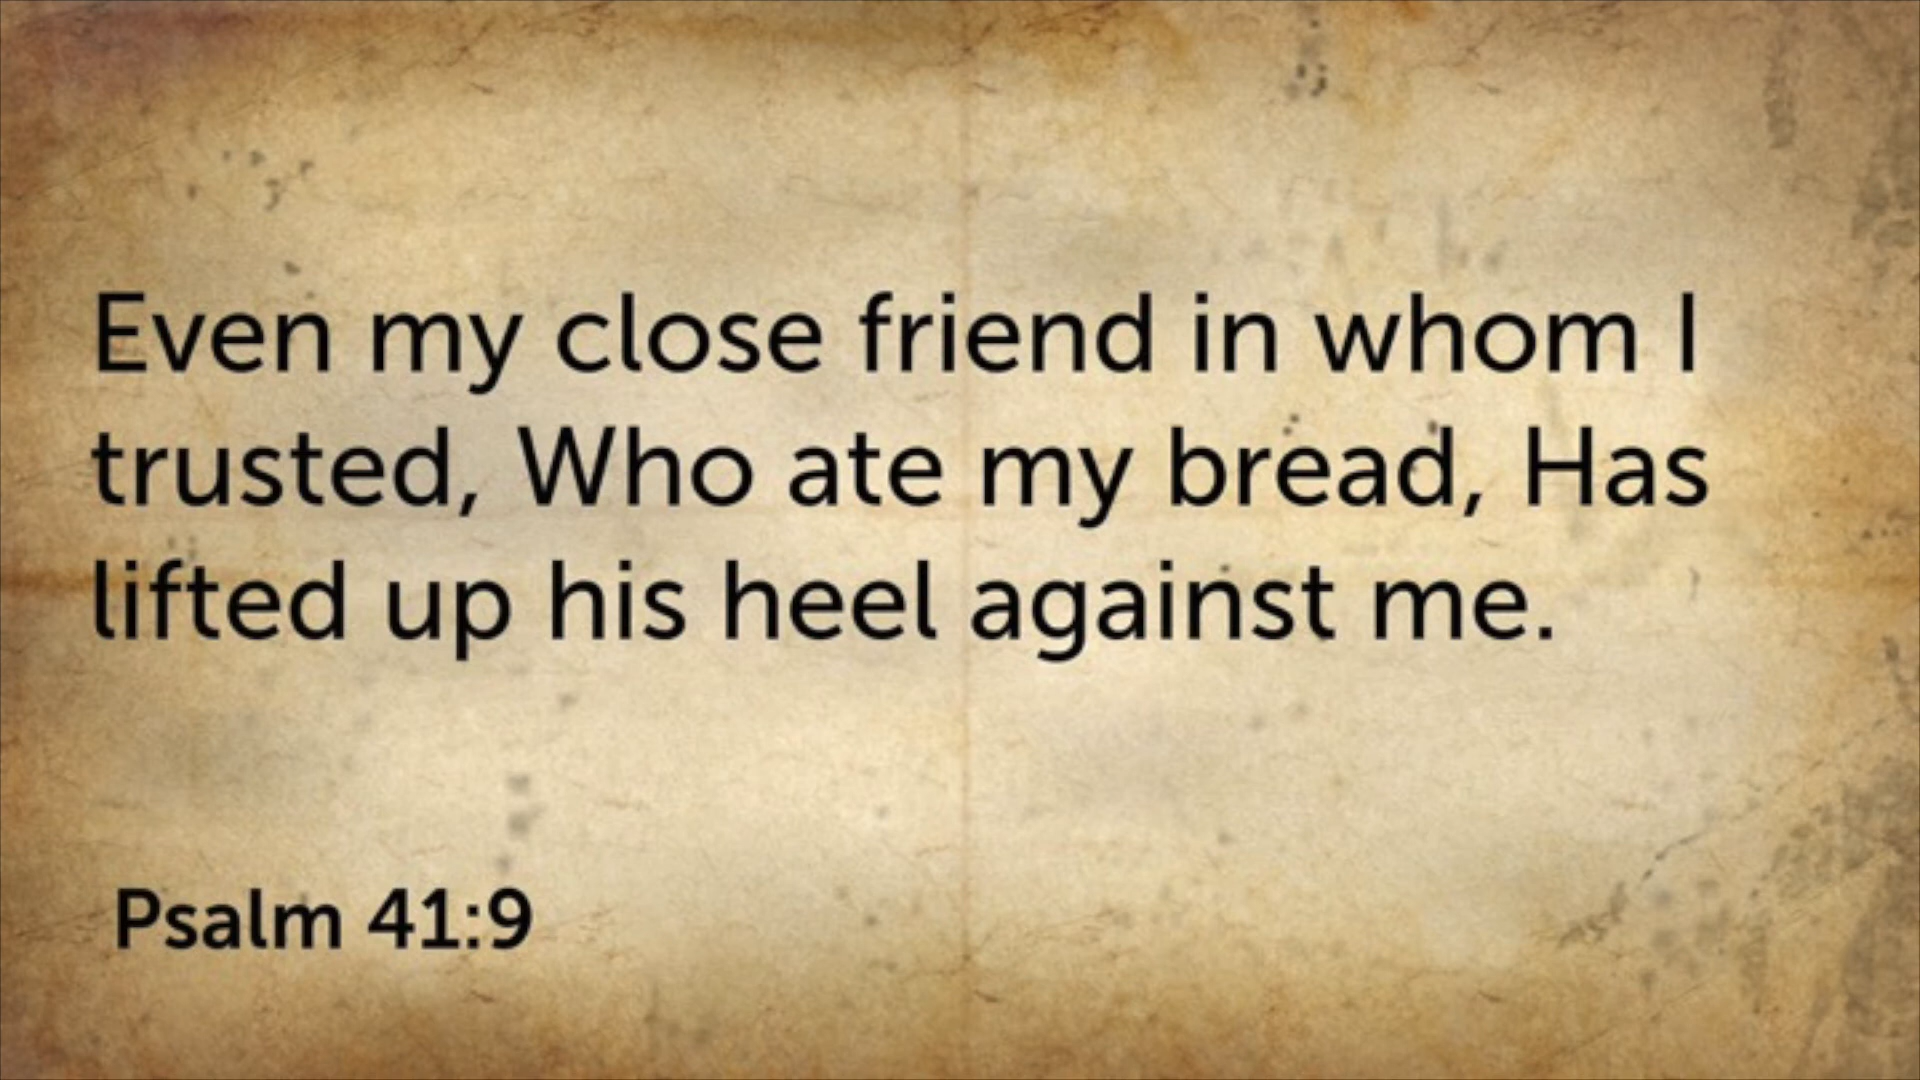 Even my close friend in whom I
trusted, Who ate my bread, Has
lifted up his heel against me.
Psalm 41:9